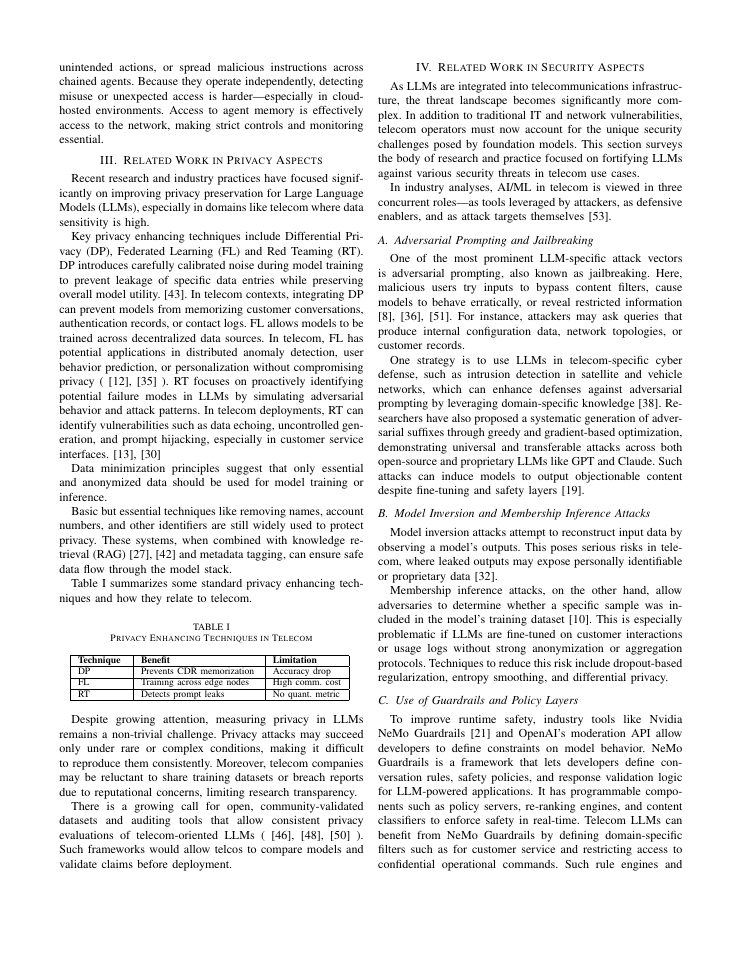 unintended actions, or spread malicious instructions across
chained agents. Because they operate independently, detecting
misuse or unexpected access is harder—especially in cloud-
hosted environments. Access to agent memory is effectively
access to the network, making strict controls and monitoring
essential.
III. RELATED WORK IN PRIVACY ASPECTS
Recent research and industry practices have focused signif-
icantly on improving privacy preservation for Large Language
Models (LLMs), especially in domains like telecom where data
sensitivity is high.
Key privacy enhancing techniques include Differential Pri-
vacy (DP), Federated Learning (FL) and Red Teaming (RT).
DP introduces carefully calibrated noise during model training
to prevent leakage of specific data entries while preserving
overall model utility. [43]. In telecom contexts, integrating DP
can prevent models from memorizing customer conversations,
authentication records, or contact logs. FL allows models to be
trained across decentralized data sources. In telecom, FL has
potential applications in distributed anomaly detection, user
behavior prediction, or personalization without compromising
privacy ( [12], [35] ). RT focuses on proactively identifying
potential failure modes in LLMs by simulating adversarial
behavior and attack patterns. In telecom deployments, RT can
identify vulnerabilities such as data echoing, uncontrolled gen-
eration, and prompt hijacking, especially in customer service
interfaces. [13], [30]
Data minimization principles suggest that only essential
and anonymized data should be used for model training or
inference.
Basic but essential techniques like removing names, account
numbers, and other identifiers are still widely used to protect
privacy. These systems, when combined with knowledge re-
trieval (RAG) [27], [42] and metadata tagging, can ensure safe
data flow through the model stack.
Table I summarizes some standard privacy enhancing tech-
niques and how they relate to telecom.
TABLE I
PRIVACY ENHANCING TECHNIQUES IN TELECOM
Technique Benefit Limitation
DP Prevents CDR memorization Accuracy drop
FL Training across edge nodes High comm. cost
RT Detects prompt leaks No quant. metric
Despite growing attention, measuring privacy in LLMs
remains a non-trivial challenge. Privacy attacks may succeed
only under rare or complex conditions, making it difficult
to reproduce them consistently. Moreover, telecom companies
may be reluctant to share training datasets or breach reports
due to reputational concerns, limiting research transparency.
There is a growing call for open, community-validated
datasets and auditing tools that allow consistent privacy
evaluations of telecom-oriented LLMs ( [46], [48], [50] ).
Such frameworks would allow telcos to compare models and
validate claims before deployment.
IV. RELATED WORK IN SECURITY ASPECTS
As LLMs are integrated into telecommunications infrastruc-
ture, the threat landscape becomes significantly more com-
plex. In addition to traditional IT and network vulnerabilities,
telecom operators must now account for the unique security
challenges posed by foundation models. This section surveys
the body of research and practice focused on fortifying LLMs
against various security threats in telecom use cases.
In industry analyses, AI/ML in telecom is viewed in three
concurrent roles—as tools leveraged by attackers, as defensive
enablers, and as attack targets themselves [53].
A. Adversarial Prompting and Jailbreaking
One of the most prominent LLM-specific attack vectors
is adversarial prompting, also known as jailbreaking. Here,
malicious users try inputs to bypass content filters, cause
models to behave erratically, or reveal restricted information
[8], [36], [51]. For instance, attackers may ask queries that
produce internal configuration data, network topologies, or
customer records.
One strategy is to use LLMs in telecom-specific cyber
defense, such as intrusion detection in satellite and vehicle
networks, which can enhance defenses against adversarial
prompting by leveraging domain-specific knowledge [38]. Re-
searchers have also proposed a systematic generation of adver-
sarial suffixes through greedy and gradient-based optimization,
demonstrating universal and transferable attacks across both
open-source and proprietary LLMs like GPT and Claude. Such
attacks can induce models to output objectionable content
despite fine-tuning and safety layers [19].
B. Model Inversion and Membership Inference Attacks
Model inversion attacks attempt to reconstruct input data by
observing a model's outputs. This poses serious risks in tele-
com, where leaked outputs may expose personally identifiable
or proprietary data [32].
Membership inference attacks, on the other hand, allow
adversaries to determine whether a specific sample was in-
cluded in the model's training dataset [10]. This is especially
problematic if LLMs are fine-tuned on customer interactions
or usage logs without strong anonymization or aggregation
protocols. Techniques to reduce this risk include dropout-based
regularization, entropy smoothing, and differential privacy.
C. Use of Guardrails and Policy Layers
To improve runtime safety, industry tools like Nvidia
NeMo Guardrails [21] and OpenAI's moderation API allow
developers to define constraints on model behavior. NeMo
Guardrails is a framework that lets developers define con-
versation rules, safety policies, and response validation logic
for LLM-powered applications. It has programmable compo-
nents such as policy servers, re-ranking engines, and content
classifiers to enforce safety in real-time. Telecom LLMs can
benefit from NeMo Guardrails by defining domain-specific
filters such as for customer service and restricting access to
confidential operational commands. Such rule engines and